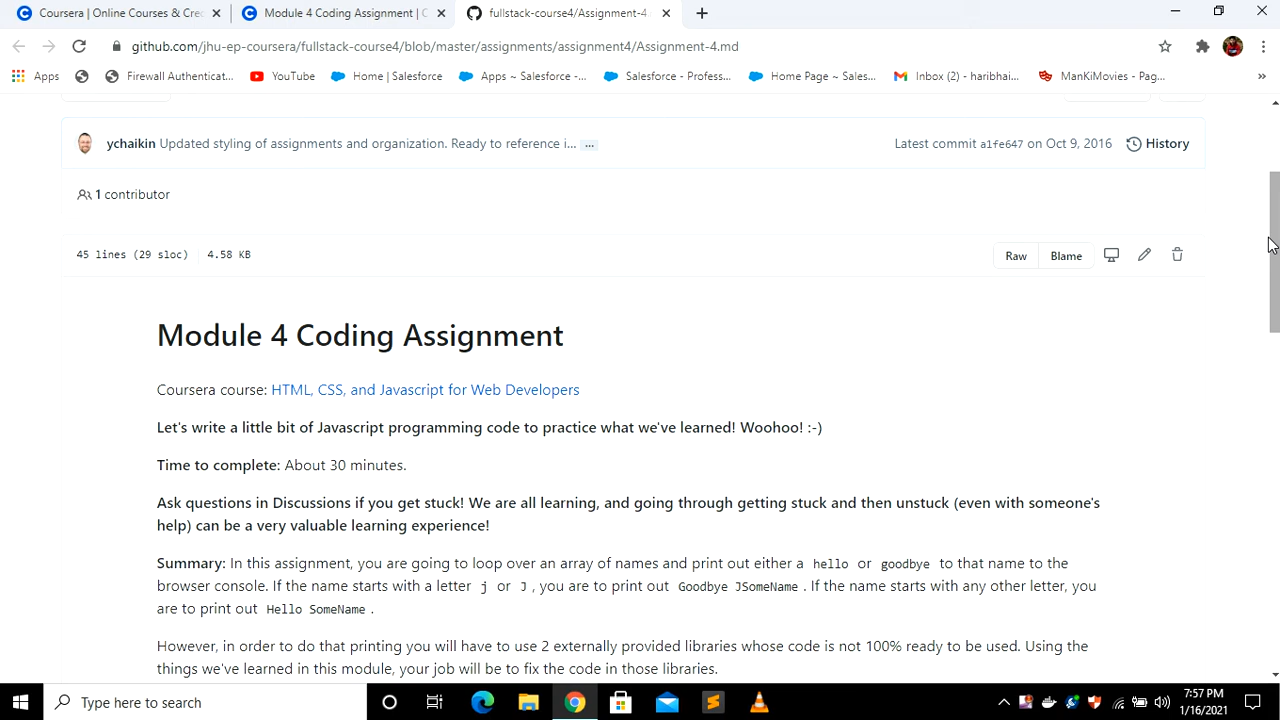 Coursera | Online Courses & Cre
Module 4 Coding Assignment | C
fullstack-course4/Assignment-4.
github.com/jhu-ep-coursera/fullstack-course4/blob/master/assignments/assignment4/Assignment-4.md
Apps
Firewall Authenticat...
YouTube
Home | Salesforce
Apps ~ Salesforce -...
Salesforce - Profess...
Home Page ~ Sales...
Inbox (2) - haribhai...
ManKiMovies - Pag...
»
ychaikin Updated styling of assignments and organization. Ready to reference i... ...
Latest commit a1fe647 on Oct 9, 2016
History
1 contributor
45 lines (29 sloc) 4.58 KB
Raw
Blame
Module 4 Coding Assignment
Coursera course: HTML, CSS, and Javascript for Web Developers
Let's write a little bit of Javascript programming code to practice what we've learned! Woohoo! :-)
Time to complete: About 30 minutes.
Ask questions in Discussions if you get stuck! We are all learning, and going through getting stuck and then unstuck (even with someone's
help) can be a very valuable learning experience!
Summary: In this assignment, you are going to loop over an array of names and print out either a hello or goodbye to that name to the
browser console. If the name starts with a letter j or J , you are to print out Goodbye JSomeName . If the name starts with any other letter, you
are to print out Hello SomeName .
However, in order to do that printing you will have to use 2 externally provided libraries whose code is not 100% ready to be used. Using the
things we've learned in this module, your job will be to fix the code in those libraries.
Type here to search
7:57 PM
1/16/2021